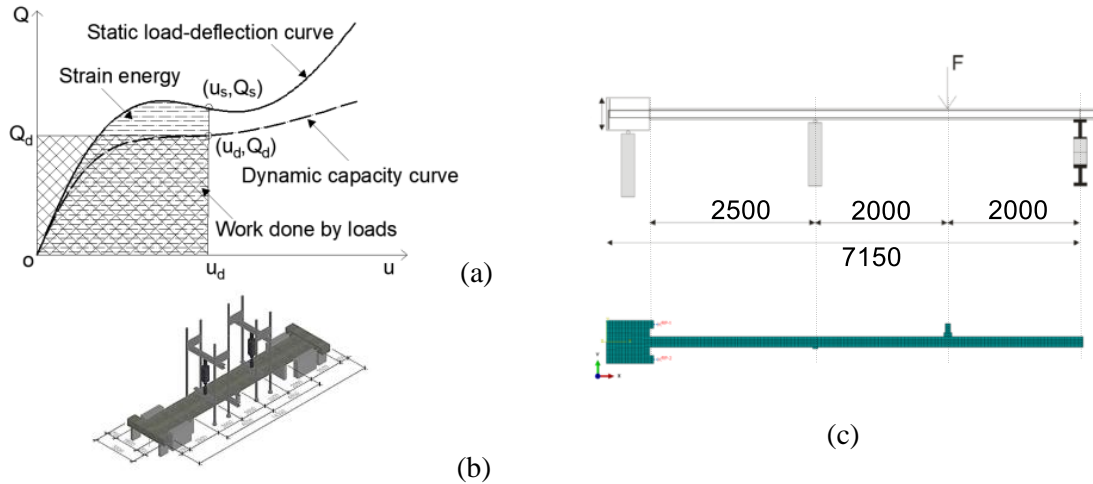 Q
Static load-deflection curve
Strain energy
(us,Qs)
Qd
(ud,Qd)
Dynamic capacity curve
Work done by loads
o
ud
u
(a)
(b)
F
2500
2000
2000
7150
(c)